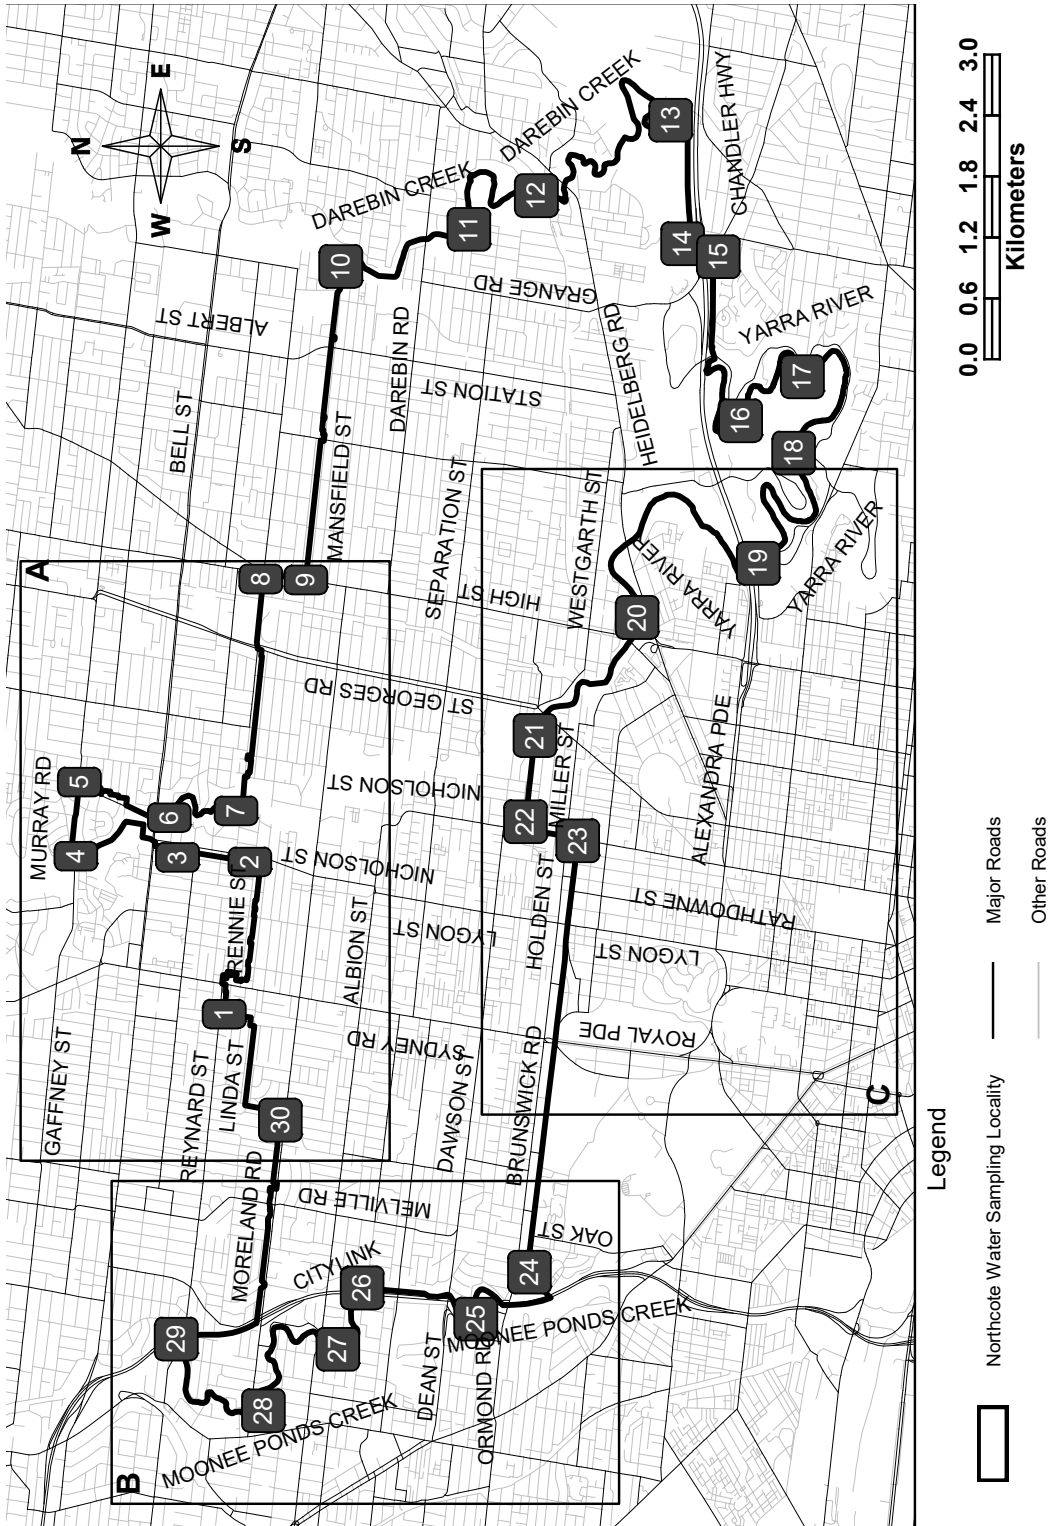 N
E
S
W
A
B
C
MURRAY RD
GAFFNEY ST
BELL ST
ALBERT ST
REYNARD ST
LINDA ST
RENNIE ST
MORELAND RD
ALBION ST
NICHOLSON ST
NICHOLSON ST
LYGON ST
SYDNEY RD
DAWSON ST
MELVILLE RD
CITYLINK
DEAN ST
ORMOND RD
MOONEE PONDS CREEK
MOONEE PONDS CREEK
OAK ST
BRUNSWICK RD
HOLDEN ST
MILLER ST
ROYAL PDE
LYGON ST
RATHDOWNE ST
ALEXANDRA PDE
ST GEORGES RD
HIGH ST
SEPARATION ST
WESTGARTH ST
MANSFIELD ST
DAREBIN RD
STATION ST
GRANGE RD
HEIDELBERG RD
DAREBIN CREEK
DAREBIN CREEK
CHANDLER HWY
YARRA RIVER
YARRA RIVER
YARRA RIVER
YARRA RIVER
1
2
3
4
5
6
7
8
9
10
11
12
13
14
15
16
17
18
19
20
21
22
23
24
25
26
27
28
29
30
0.0 0.6 1.2 1.8 2.4 3.0
Kilometers
Legend
Northcote Water Sampling Locality
Major Roads
Other Roads